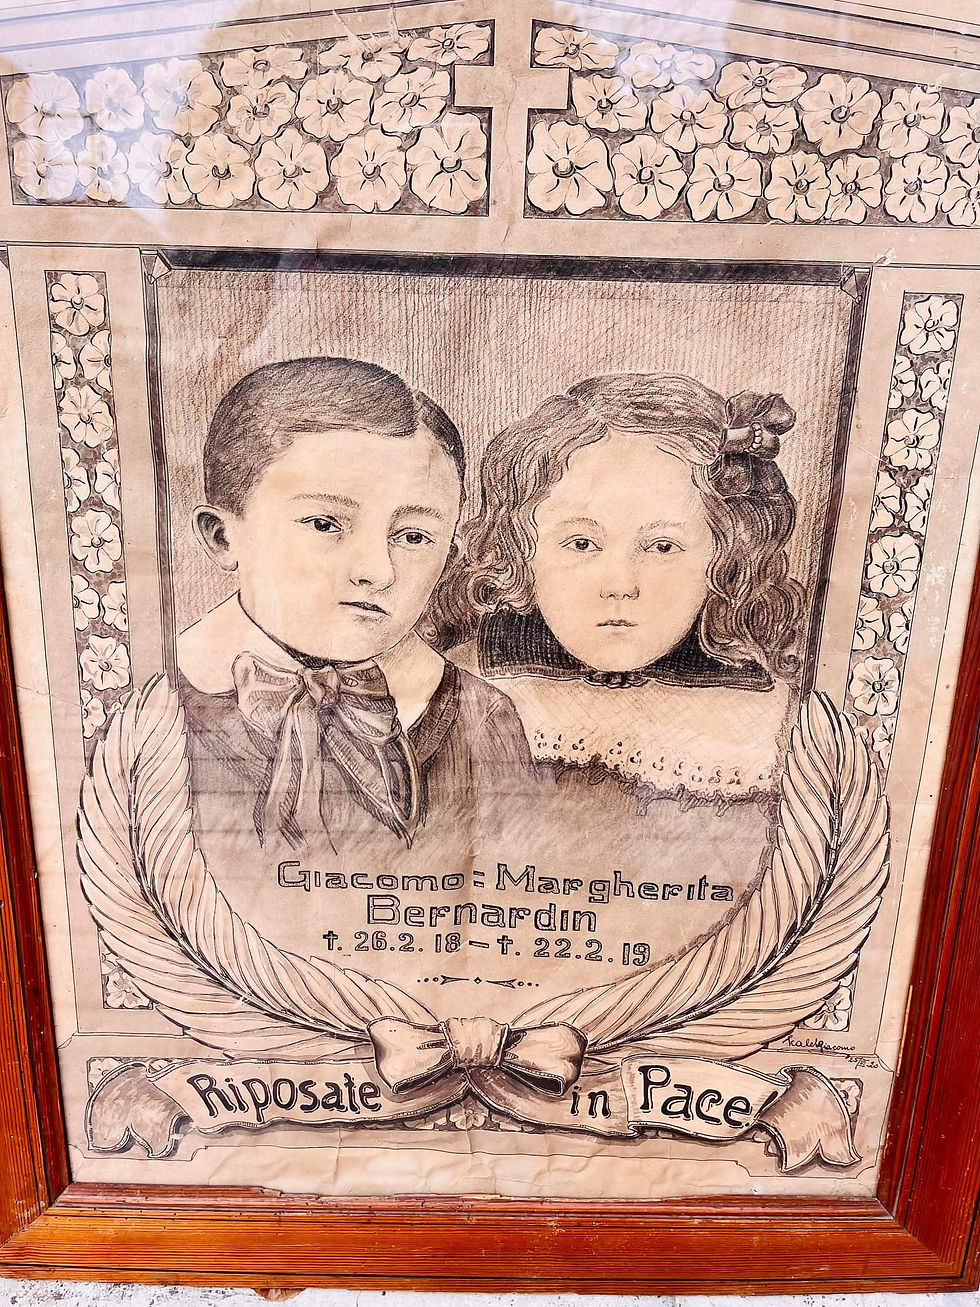 Giacomo = Margherita
Bernardin
†. 26.2.18 – †. 22.2.19
Riposate in Pace!